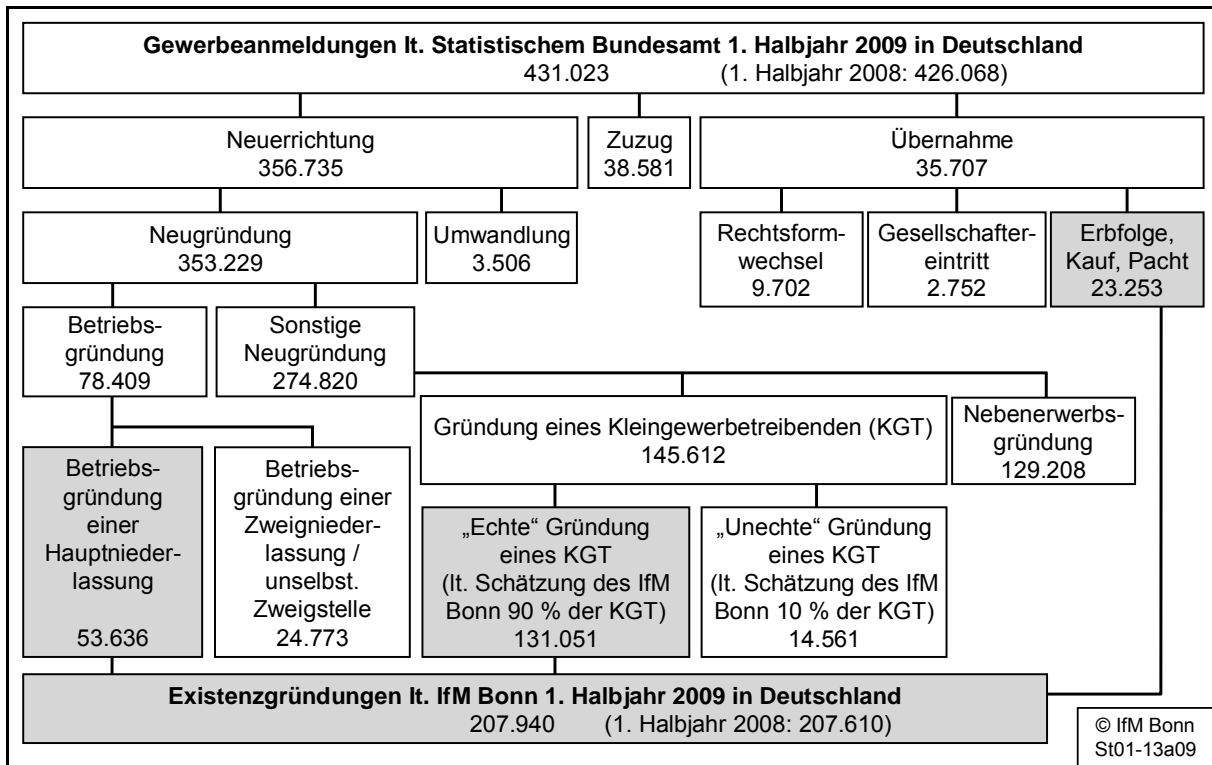 Gewerbeanmeldungen lt. Statistischem Bundesamt 1. Halbjahr 2009 in Deutschland
431.023 (1. Halbjahr 2008: 426.068)
Neuerrichtung
356.735
Zuzug
38.581
Übernahme
35.707
Neugründung
353.229
Umwandlung
3.506
Rechtsform-
wechsel
9.702
Gesellschafter-
eintritt
2.752
Erbfolge,
Kauf, Pacht
23.253
Betriebs-
gründung
78.409
Sonstige
Neugründung
274.820
Gründung eines Kleingewerbetreibenden (KGT)
145.612
Nebenerwerbs-
gründung
129.208
Betriebs-
gründung
einer
Hauptnieder-
lassung
53.636
Betriebs-
gründung einer
Zweignieder-
lassung /
unselbst.
Zweigstelle
24.773
„Echte“ Gründung
eines KGT
(lt. Schätzung des IfM
Bonn 90 % der KGT)
131.051
„Unechte“ Gründung
eines KGT
(lt. Schätzung des IfM
Bonn 10 % der KGT)
14.561
Existenzgründungen lt. IfM Bonn 1. Halbjahr 2009 in Deutschland
207.940 (1. Halbjahr 2008: 207.610)
© IfM Bonn
St01-13a09